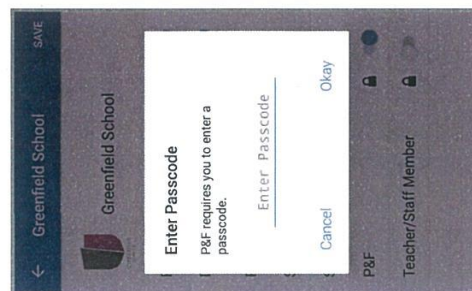 ← Greenfield School SAVE
Greenfield School
Enter Passcode
P&F requires you to enter a
passcode.
Enter Passcode
Cancel Okay
P&F
Teacher/Staff Member